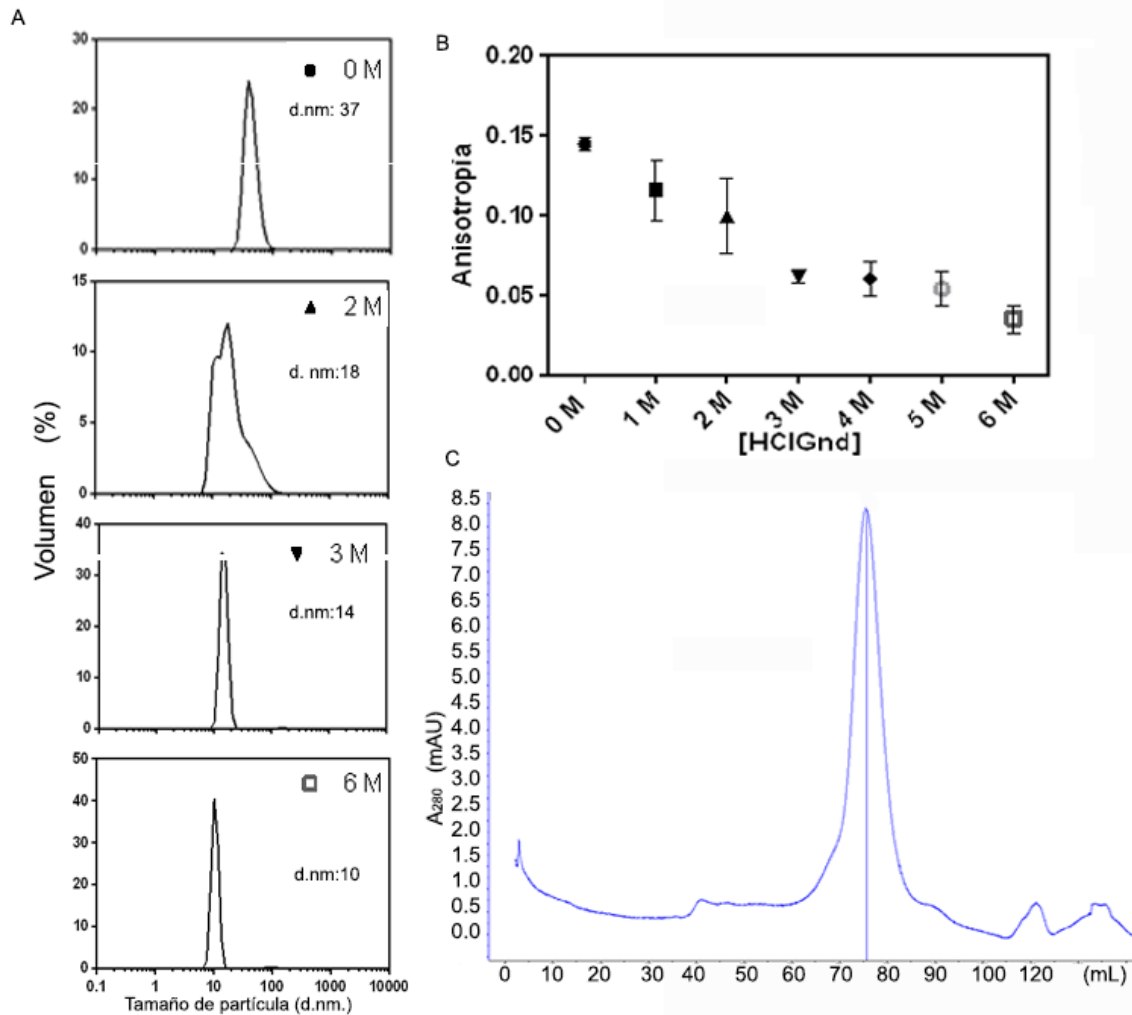 A
30
20
10
0
0 M
d.nm: 37
15
10
5
0
2 M
d. nm:18
40
30
20
10
0
3 M
d.nm:14
50
40
30
20
10
0
6 M
d.nm:10
0.1 1 10 100 1000 10000
Tamaño de partícula (d.nm.)
Volumen (%)
B
0.20
0.15
0.10
0.05
0.00
Anisotropia
0 M 1 M 2 M 3 M 4 M 5 M 6 M
[HClGnd]
C
8.5
8.0
7.5
7.0
6.5
6.0
5.5
5.0
4.5
4.0
3.5
3.0
2.5
2.0
1.5
1.0
0.5
0.0
A280 (mAU)
0 10 20 30 40 50 60 70 80 90 100 120 (mL)